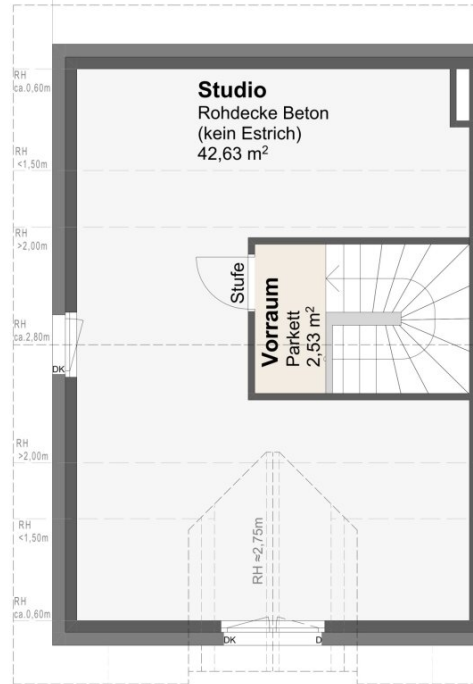 RH
ca.0,60m
Studio
Rohdecke Beton
(kein Estrich)
42,63 m²
RH
<1,50m
RH
>2,00m
Stufe
Vorraum
Parkett
2,53 m²
RH
ca.2,80m
DK
RH
>2,00m
RH
<1,50m
RH ≈2,75m
RH
ca.0,60m
DK
D